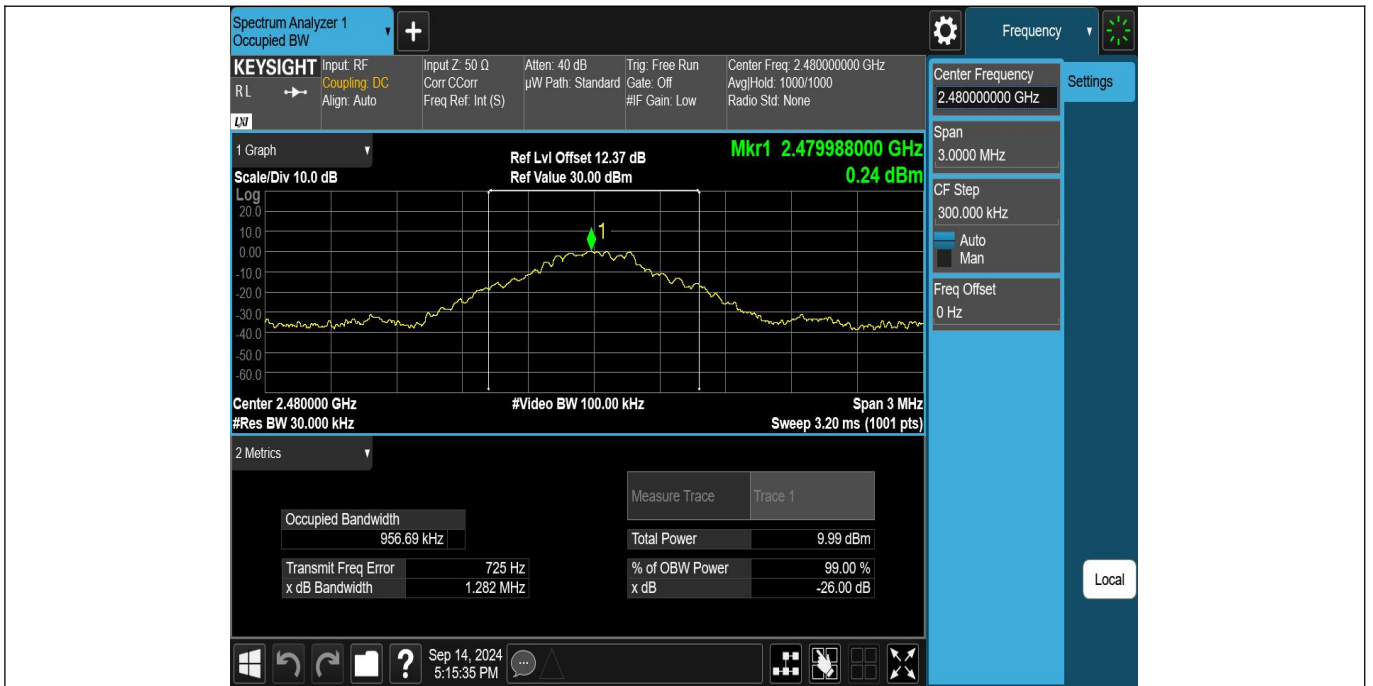 Spectrum Analyzer 1
Occupied BW
+
Frequency
KEYSIGHT
RL
LXI
Input: RF
Coupling: DC
Align: Auto
Input Z: 50 Ω
Corr CCorr
Freq Ref: Int (S)
Atten: 40 dB
µW Path: Standard
Trig: Free Run
Gate: Off
#IF Gain: Low
Center Freq: 2.480000000 GHz
Avg|Hold: 1000/1000
Radio Std: None
Center Frequency
2.480000000 GHz
Settings
Span
3.0000 MHz
CF Step
300.000 kHz
Auto
Man
Freq Offset
0 Hz
Local
1 Graph
Scale/Div 10.0 dB
Ref Lvl Offset 12.37 dB
Ref Value 30.00 dBm
Mkr1 2.479988000 GHz
0.24 dBm
Log
20.0
10.0
0.00
-10.0
-20.0
-30.0
-40.0
-50.0
-60.0
1
Center 2.480000 GHz
#Video BW 100.00 kHz
Span 3 MHz
#Res BW 30.000 kHz
Sweep 3.20 ms (1001 pts)
2 Metrics
Measure Trace
Trace 1
Occupied Bandwidth
956.69 kHz
Total Power 9.99 dBm
Transmit Freq Error 725 Hz
% of OBW Power 99.00 %
x dB Bandwidth 1.282 MHz
x dB -26.00 dB
?
Sep 14, 2024
5:15:35 PM